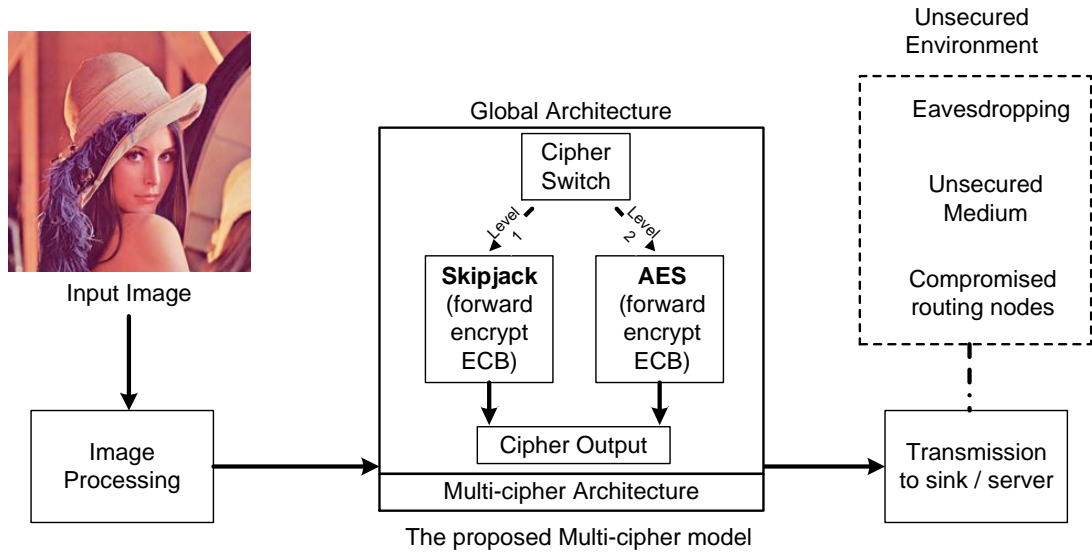 Unsecured
Environment
Eavesdropping
Unsecured
Medium
Compromised
routing nodes
Global Architecture
Cipher
Switch
Level
1
Level
2
Skipjack
(forward
encrypt
ECB)
AES
(forward
encrypt
ECB)
Cipher Output
Multi-cipher Architecture
The proposed Multi-cipher model
Input Image
Image
Processing
Transmission
to sink / server